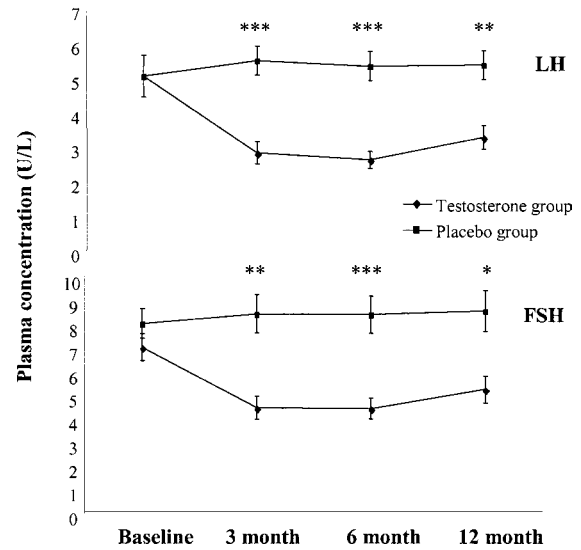 7
*** *** **
6
LH
5
4
3
2
Testosterone group
1
Placebo group
0
Plasma concentration (U/L)
10
** *** *
9
FSH
8
7
6
5
4
3
2
1
0
Baseline 3 month 6 month 12 month